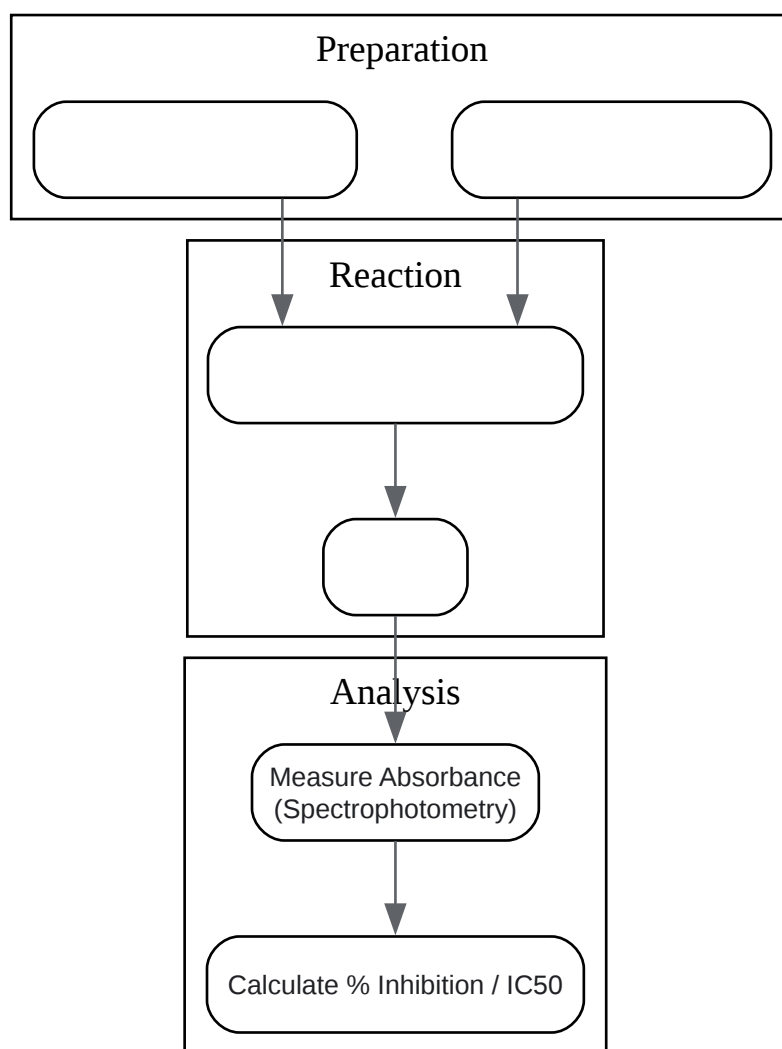 Preparation
Reaction
Analysis
Measure Absorbance
(Spectrophotometry)
Calculate % Inhibition / IC50